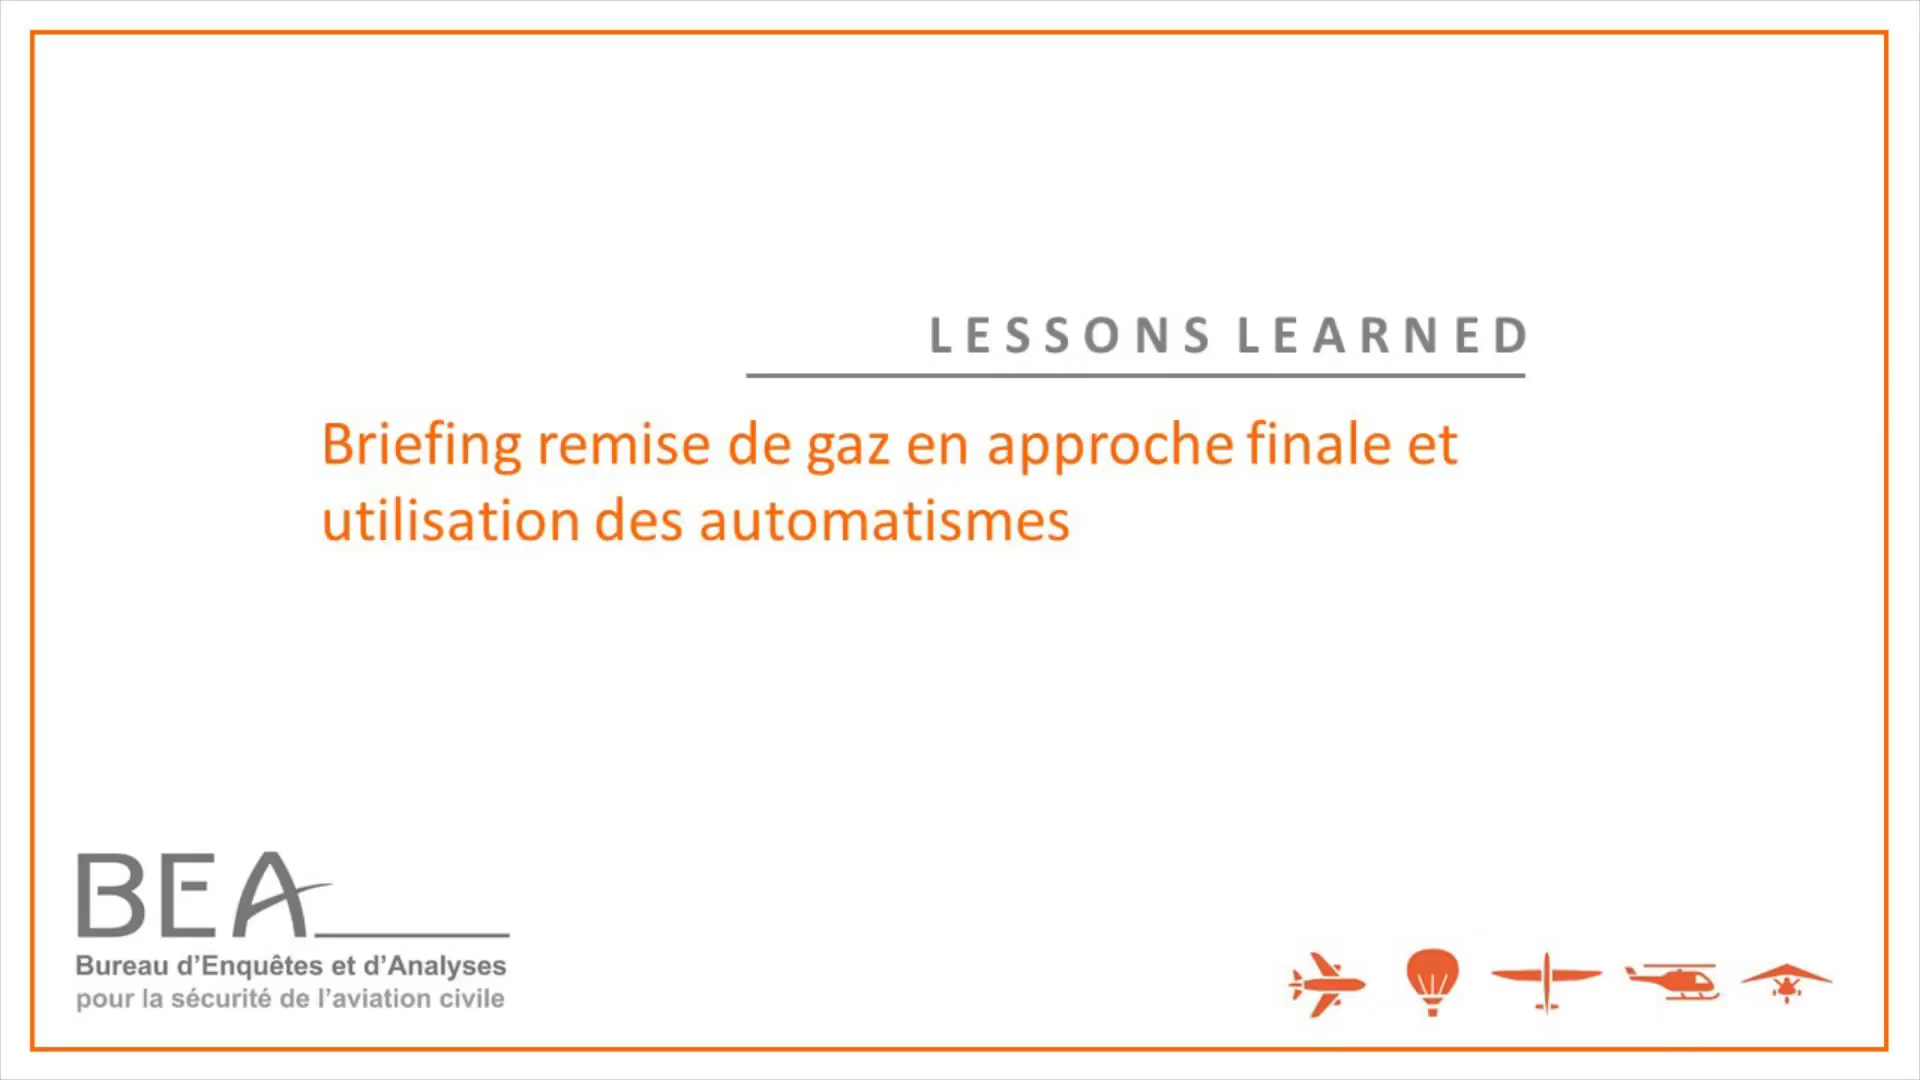 LESSONS LEARNED
Briefing remise de gaz en approche finale et
utilisation des automatismes
BEA
Bureau d'Enquêtes et d'Analyses
pour la sécurité de l'aviation civile